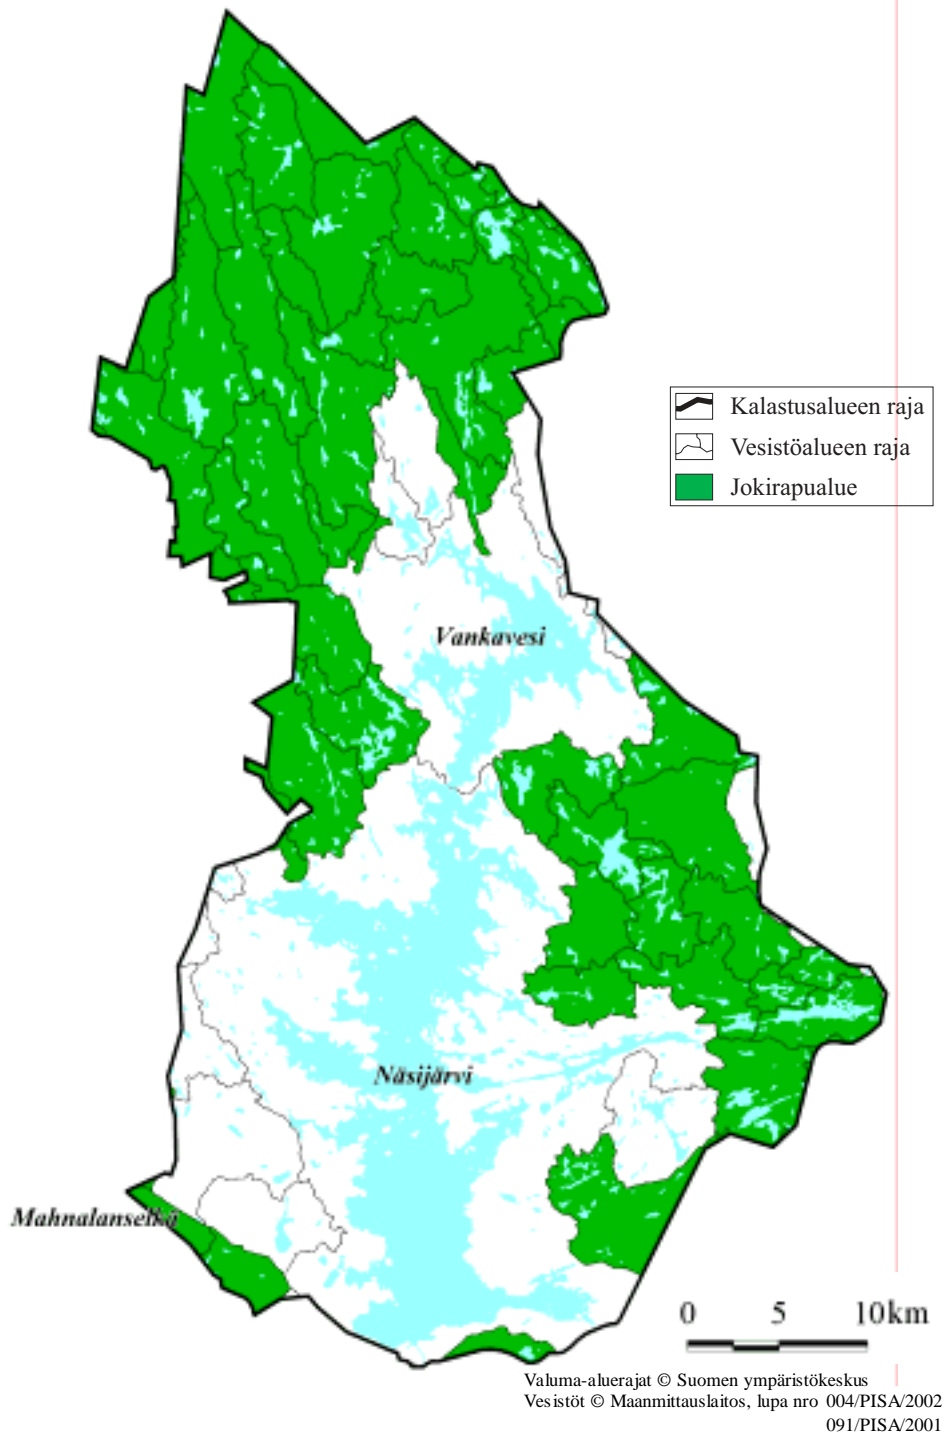 Kalastusalueen raja
Vesistöalueen raja
Jokirapualue
Vankavesi
Näsijärvi
Mahnalanselkä
0 5 10km
Valuma-aluerajat © Suomen ympäristökeskus
Vesistöt © Maanmittauslaitos, lupa nro 004/PISA/2002
091/PISA/2001